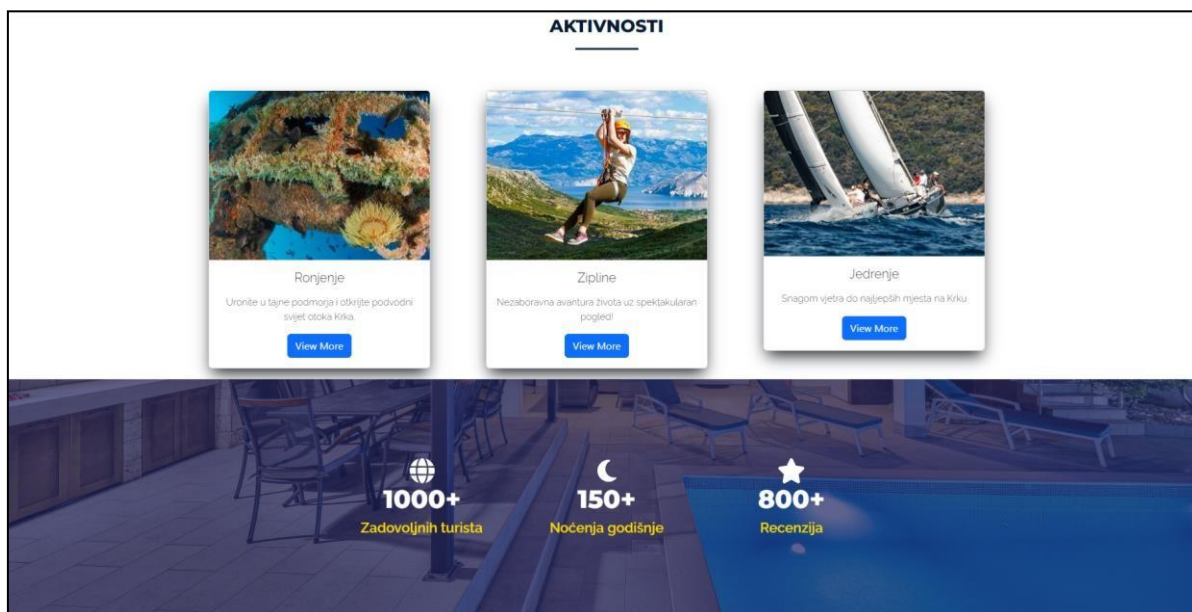 AKTIVNOSTI
Ronjenje
Uronite u tajne podmorja i otkrijte podvodni
svijet otoka Krka.
View More
Zipline
Nezaboravna avantura života uz spektakularan
pogled!
View More
Jedrenje
Snagom vjetra do najljepših mjesta na Krku.
View More
1000+
Zadovoljnih turista
150+
Noćenja godišnje
800+
Recenzija